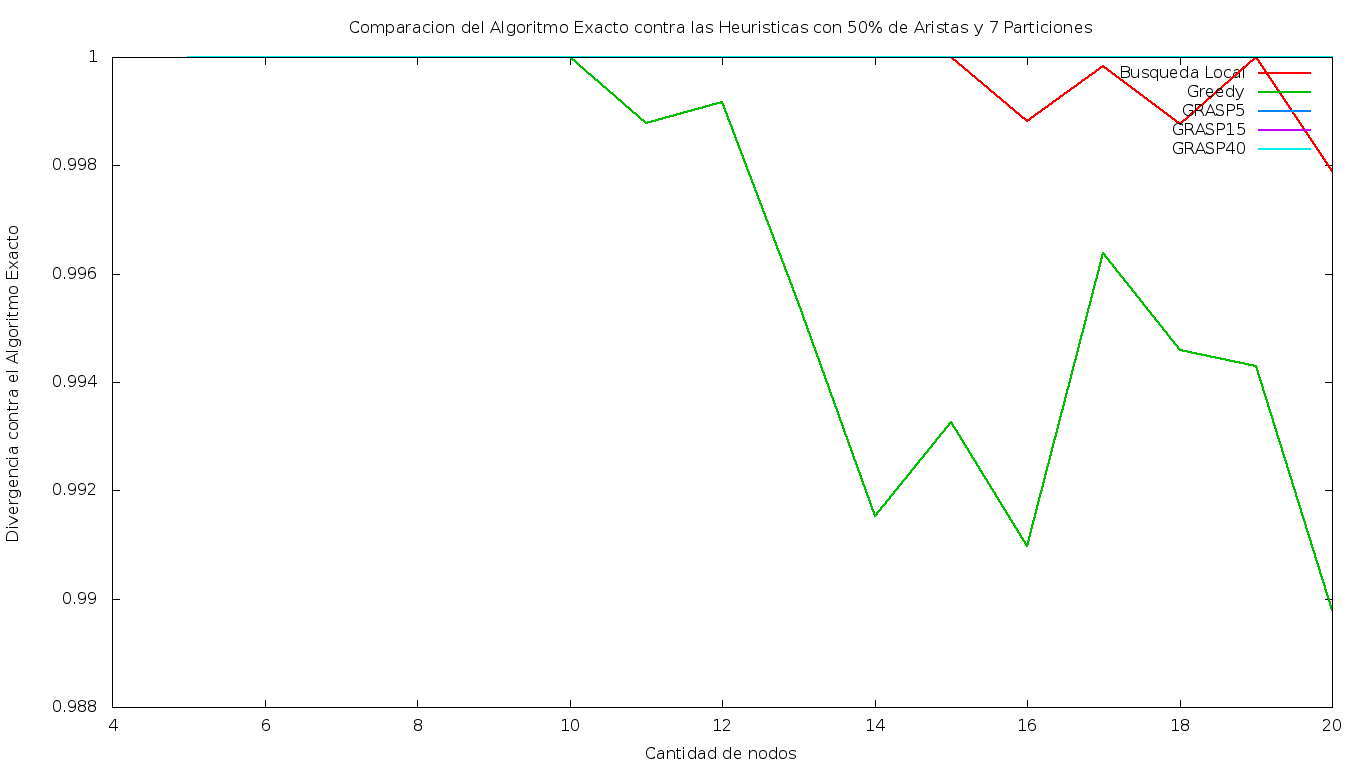 Comparacion del Algoritmo Exacto contra las Heuristicas con 50% de Aristas y 7 Particiones
Divergencia contra el Algoritmo Exacto
1
0.998
0.996
0.994
0.992
0.99
0.988
Busqueda Local
Greedy
GRASP5
GRASP15
GRASP40
4 6 8 10 12 14 16 18 20
Cantidad de nodos